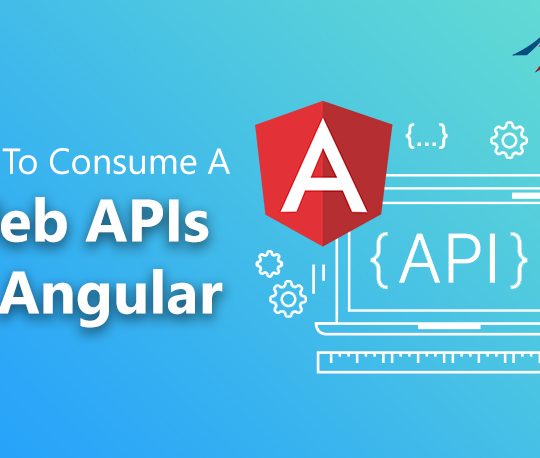 To Consume A
eb APIs
Angular
A
{...}
{API}